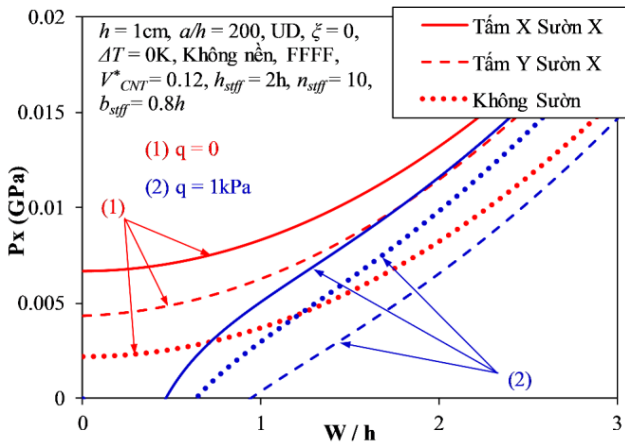 0.02
0.015
0.01
0.005
0
Px (GPa)
h = 1cm, a/h = 200, UD, ξ = 0,
ΔT = 0K, Không nền, FFFF,
V*CNT = 0.12, hstff = 2h, nstff = 10,
bstff = 0.8h
(1) q = 0
(2) q = 1kPa
(1)
(2)
Tấm X Sườn X
Tấm Y Sườn X
Không Sườn
0
1
2
3
W / h